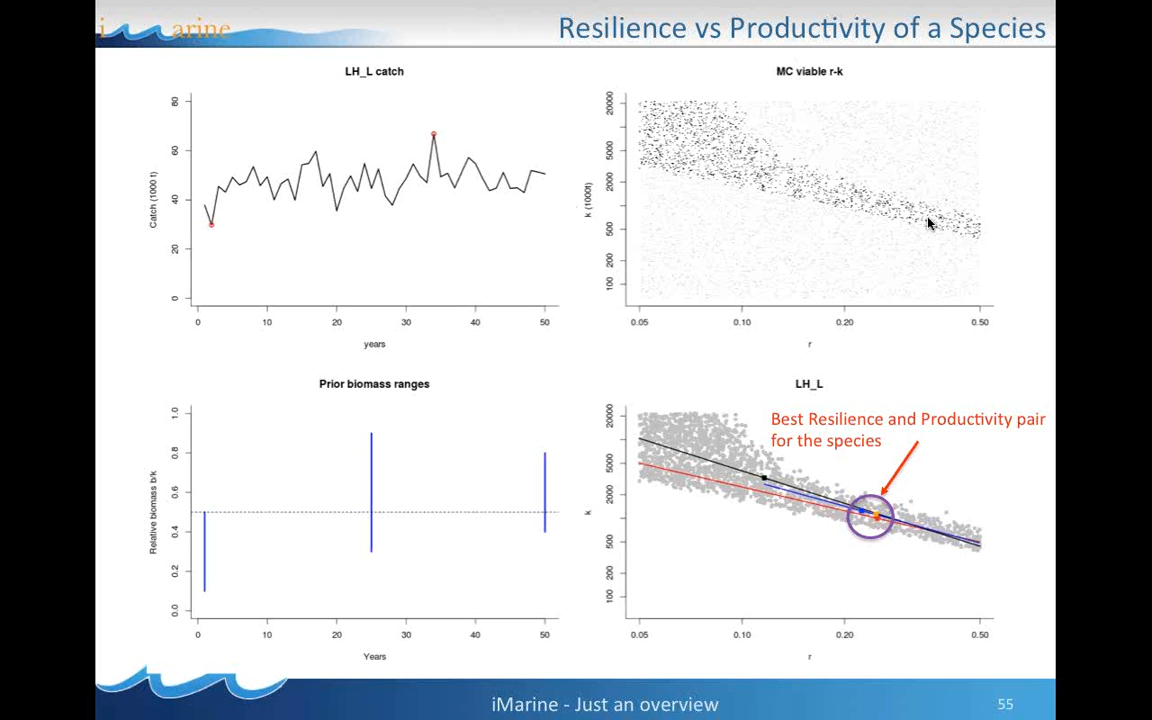 i arine
Resilience vs Productivity of a Species
LH_L catch
80
60
40
20
0
Catch (1000 t)
0 10 20 30 40 50
years
MC viable r-k
20000
5000
2000
500
200
100
k (1000t)
0.05 0.10 0.20 0.50
r
Prior biomass ranges
1.0
0.8
0.6
0.4
0.2
0.0
Relative biomass b/k
0 10 20 30 40 50
Years
LH_L
Best Resilience and Productivity pair
for the species
20000
5000
2000
500
200
100
k
0.05 0.10 0.20 0.50
r
iMarine - Just an overview
55